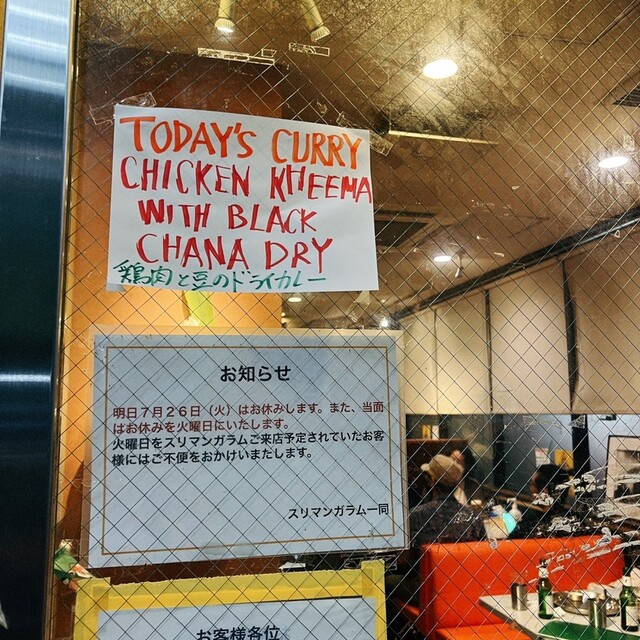 TODAY'S CURRY
CHICKEN KHEEMA
WITH BLACK
CHANA DRY
鶏肉と豆のドライカレー
お知らせ
明日７月２６日（火）はお休みします。また、当面
はお休みを火曜日にいたします。
火曜日をスリマンガラムご来店予定されていたお客
様にはご不便をおかけいまだします。
スリマンガラム一同
お客様各位